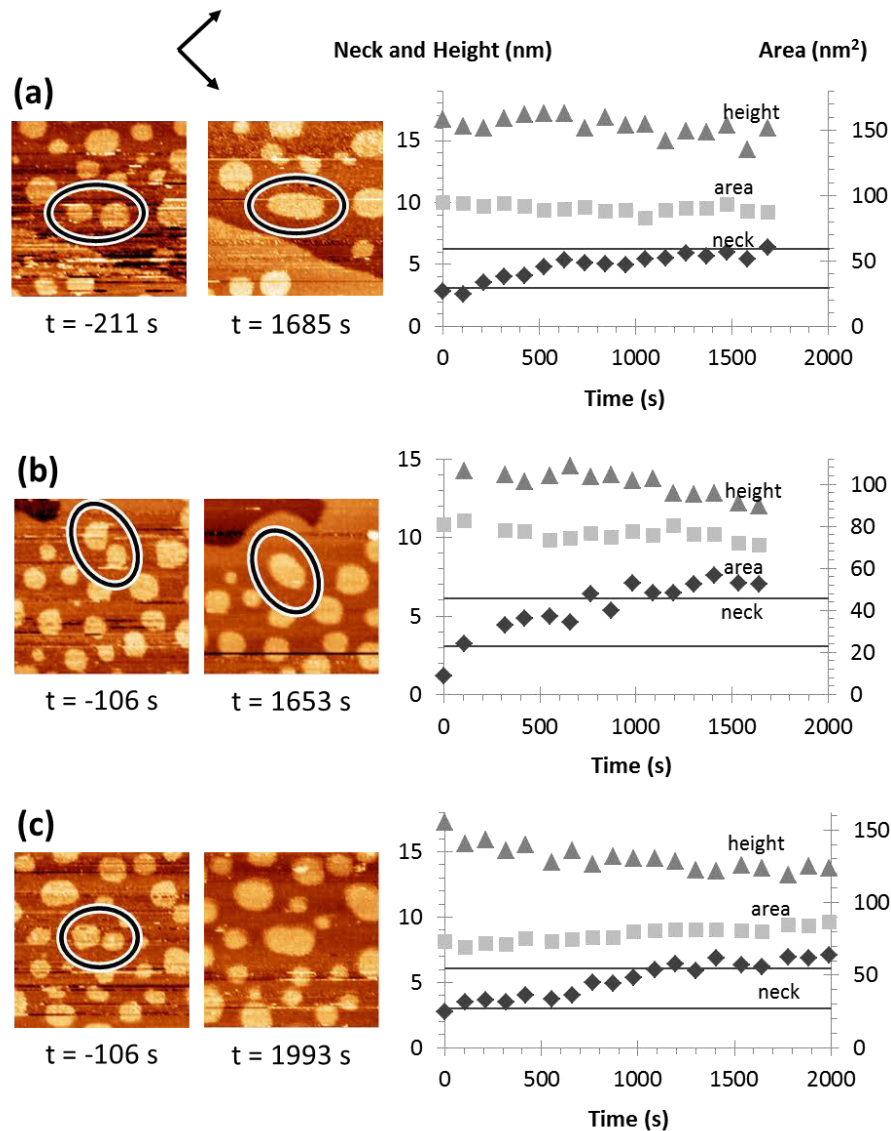 Neck and Height (nm) Area (nm²)
(a)
height
area
neck
15
10
5
0
150
100
50
0
0 500 1000 1500 2000
Time (s)
t = -211 s t = 1685 s
(b)
height
area
neck
15
10
5
0
100
80
60
40
20
0
0 500 1000 1500 2000
Time (s)
t = -106 s t = 1653 s
(c)
height
area
neck
15
10
5
0
150
100
50
0
0 500 1000 1500 2000
Time (s)
t = -106 s t = 1993 s